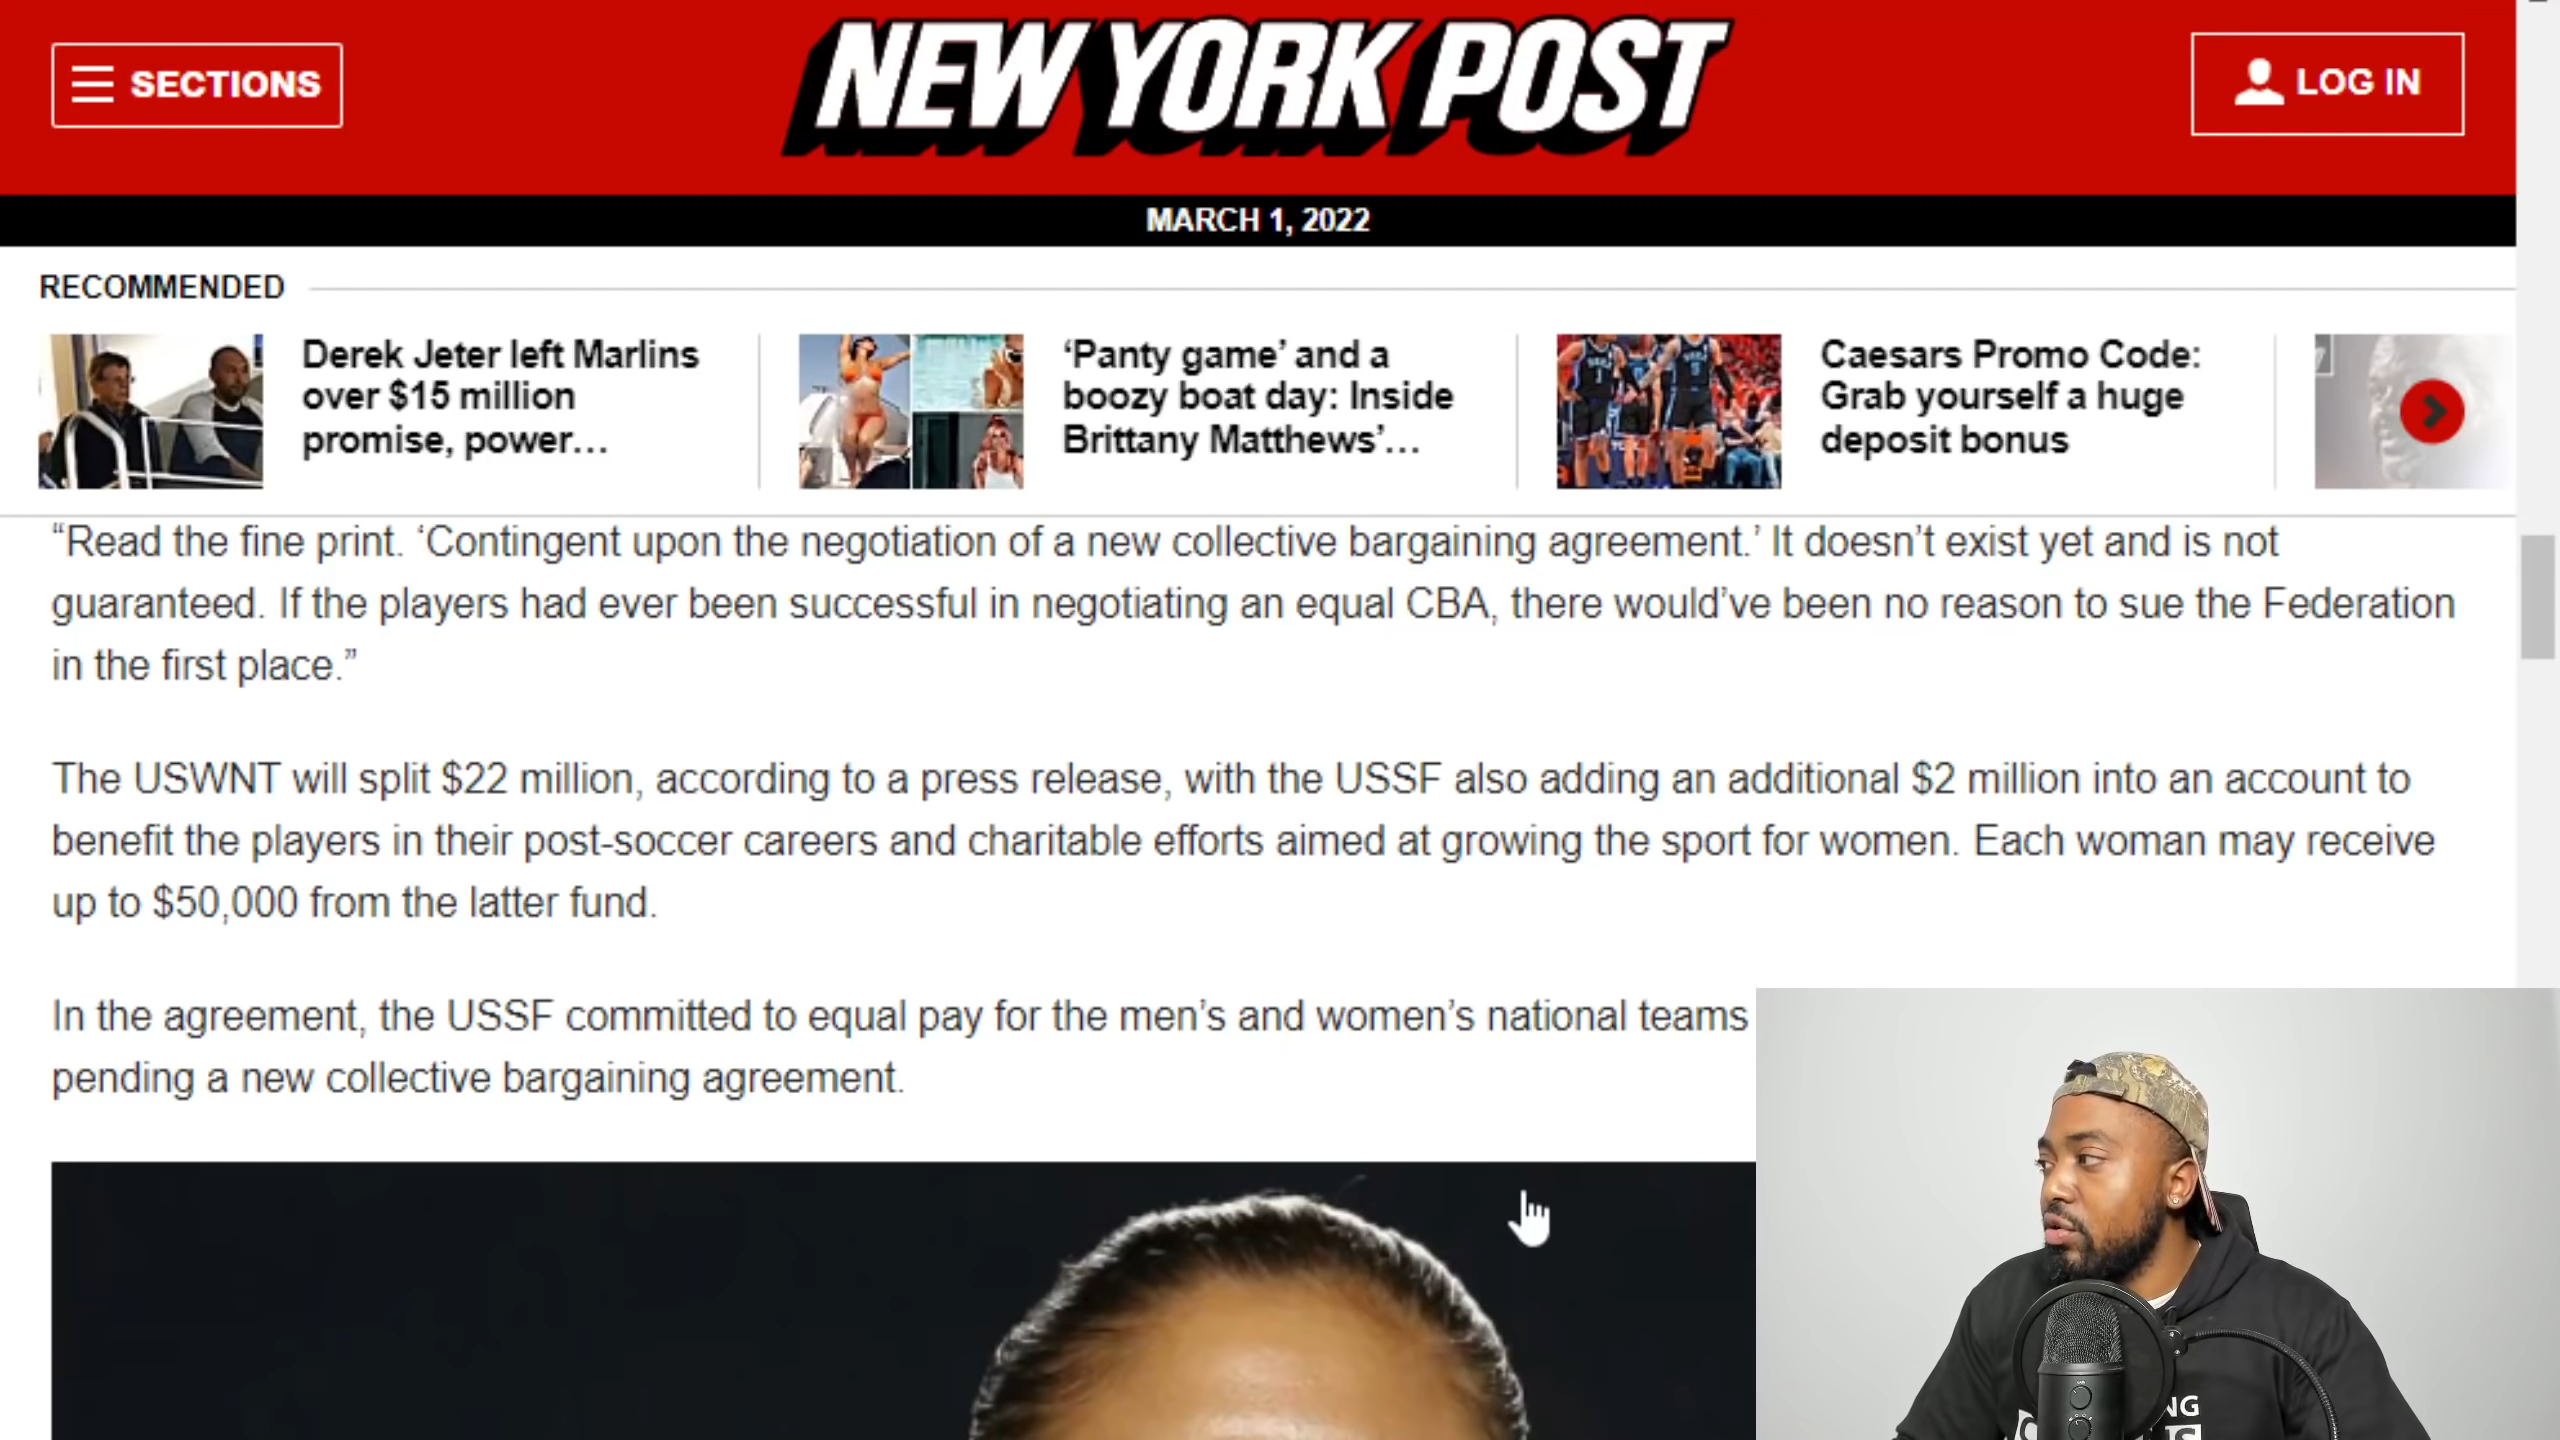 SECTIONS
NEW YORK POST
LOG IN
MARCH 1, 2022
RECOMMENDED
Derek Jeter left Marlins
over $15 million
promise, power...
‘Panty game’ and a
boozy boat day: Inside
Brittany Matthews’...
Caesars Promo Code:
Grab yourself a huge
deposit bonus
“Read the fine print. ‘Contingent upon the negotiation of a new collective bargaining agreement.’ It doesn’t exist yet and is not
guaranteed. If the players had ever been successful in negotiating an equal CBA, there would’ve been no reason to sue the Federation
in the first place.”
The USWNT will split $22 million, according to a press release, with the USSF also adding an additional $2 million into an account to
benefit the players in their post-soccer careers and charitable efforts aimed at growing the sport for women. Each woman may receive
up to $50,000 from the latter fund.
In the agreement, the USSF committed to equal pay for the men’s and women’s national teams
pending a new collective bargaining agreement.